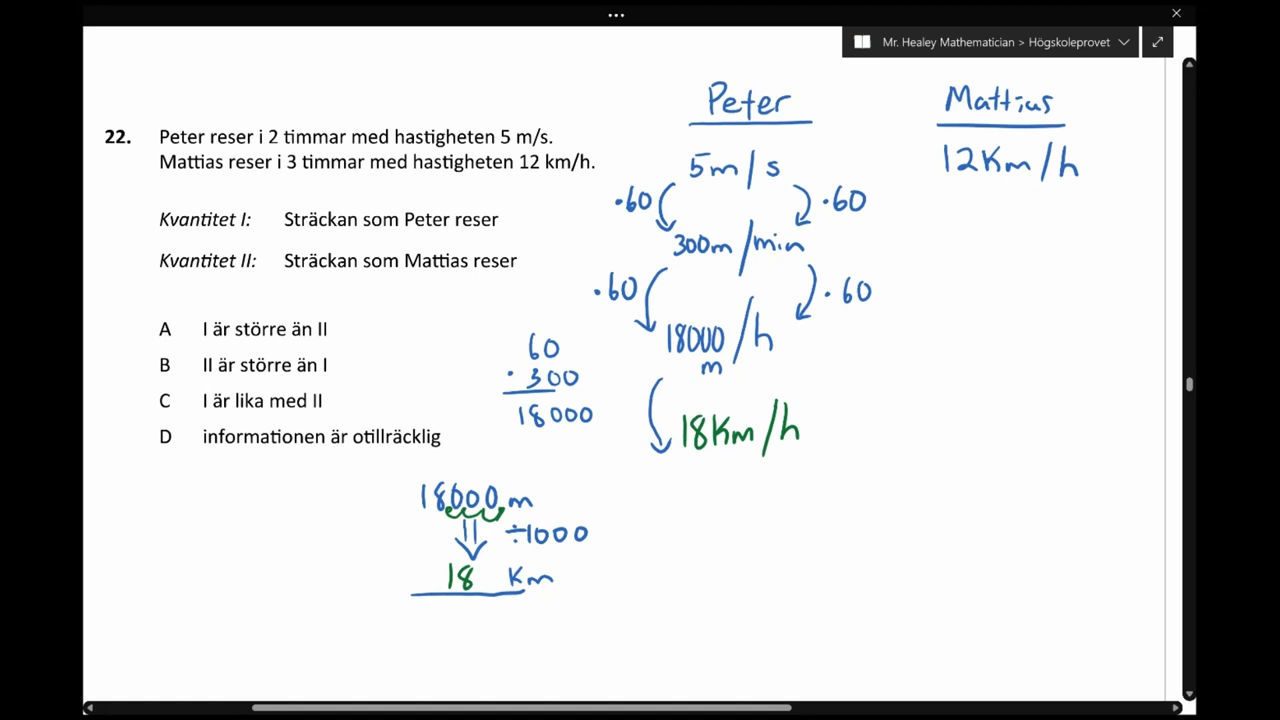 Mr. Healey Mathematician > Högskoleprovet
22. Peter reser i 2 timmar med hastigheten 5 m/s.
Mattias reser i 3 timmar med hastigheten 12 km/h.
Kvantitet I: Sträckan som Peter reser
Kvantitet II: Sträckan som Mattias reser
A I är större än II
B II är större än I
C I är lika med II
D informationen är otillräcklig
Peter
5m/s
·60 ·60
300m/min
·60 ·60
18000/h
m
18Km/h
Mattius
12Km/h
60
·300
18000
18000,m
÷1000
18 Km